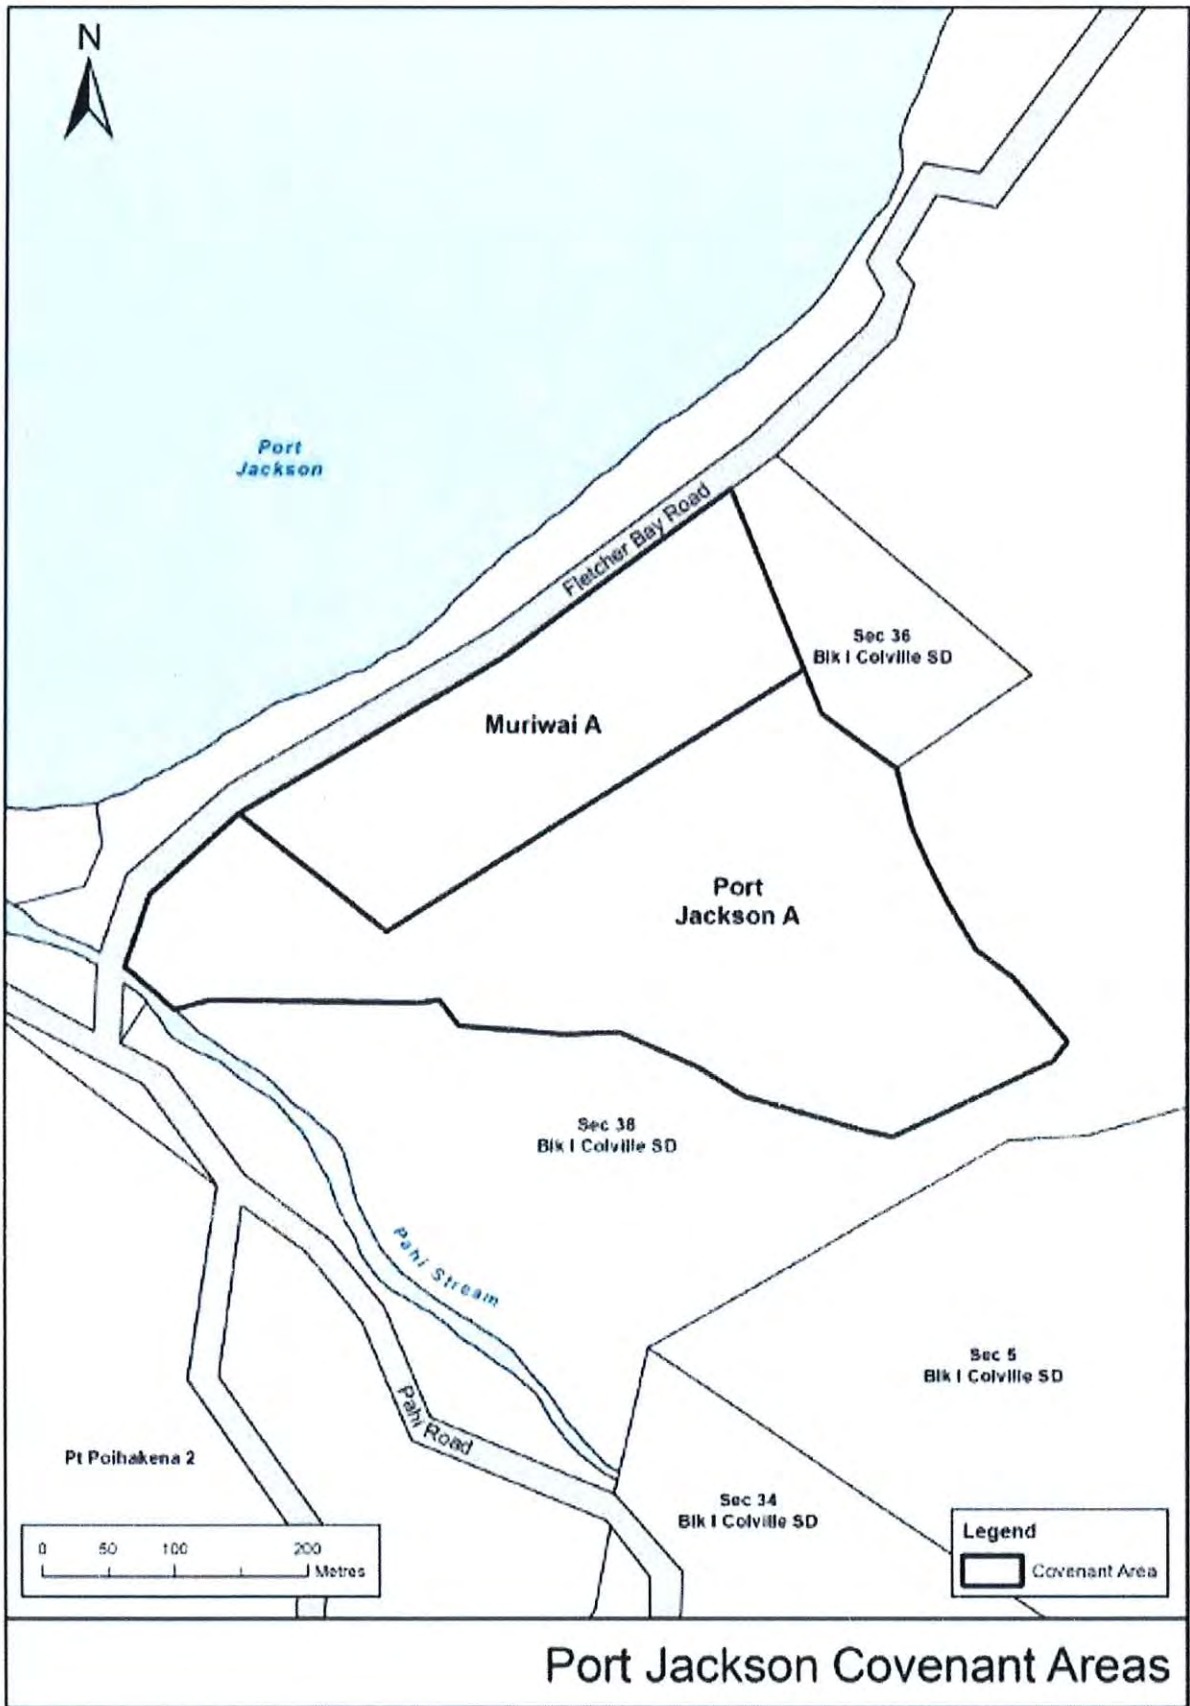 N
Port
Jackson
Fletcher Bay Road
Sec 36
Blk I Colville SD
Muriwai A
Port
Jackson A
Sec 38
Blk I Colville SD
Pahi Stream
Sec 5
Blk I Colville SD
Pahi Road
Pt Poihakena 2
Sec 34
Blk I Colville SD
0 50 100 200
Metres
Legend
Covenant Area
Port Jackson Covenant Areas